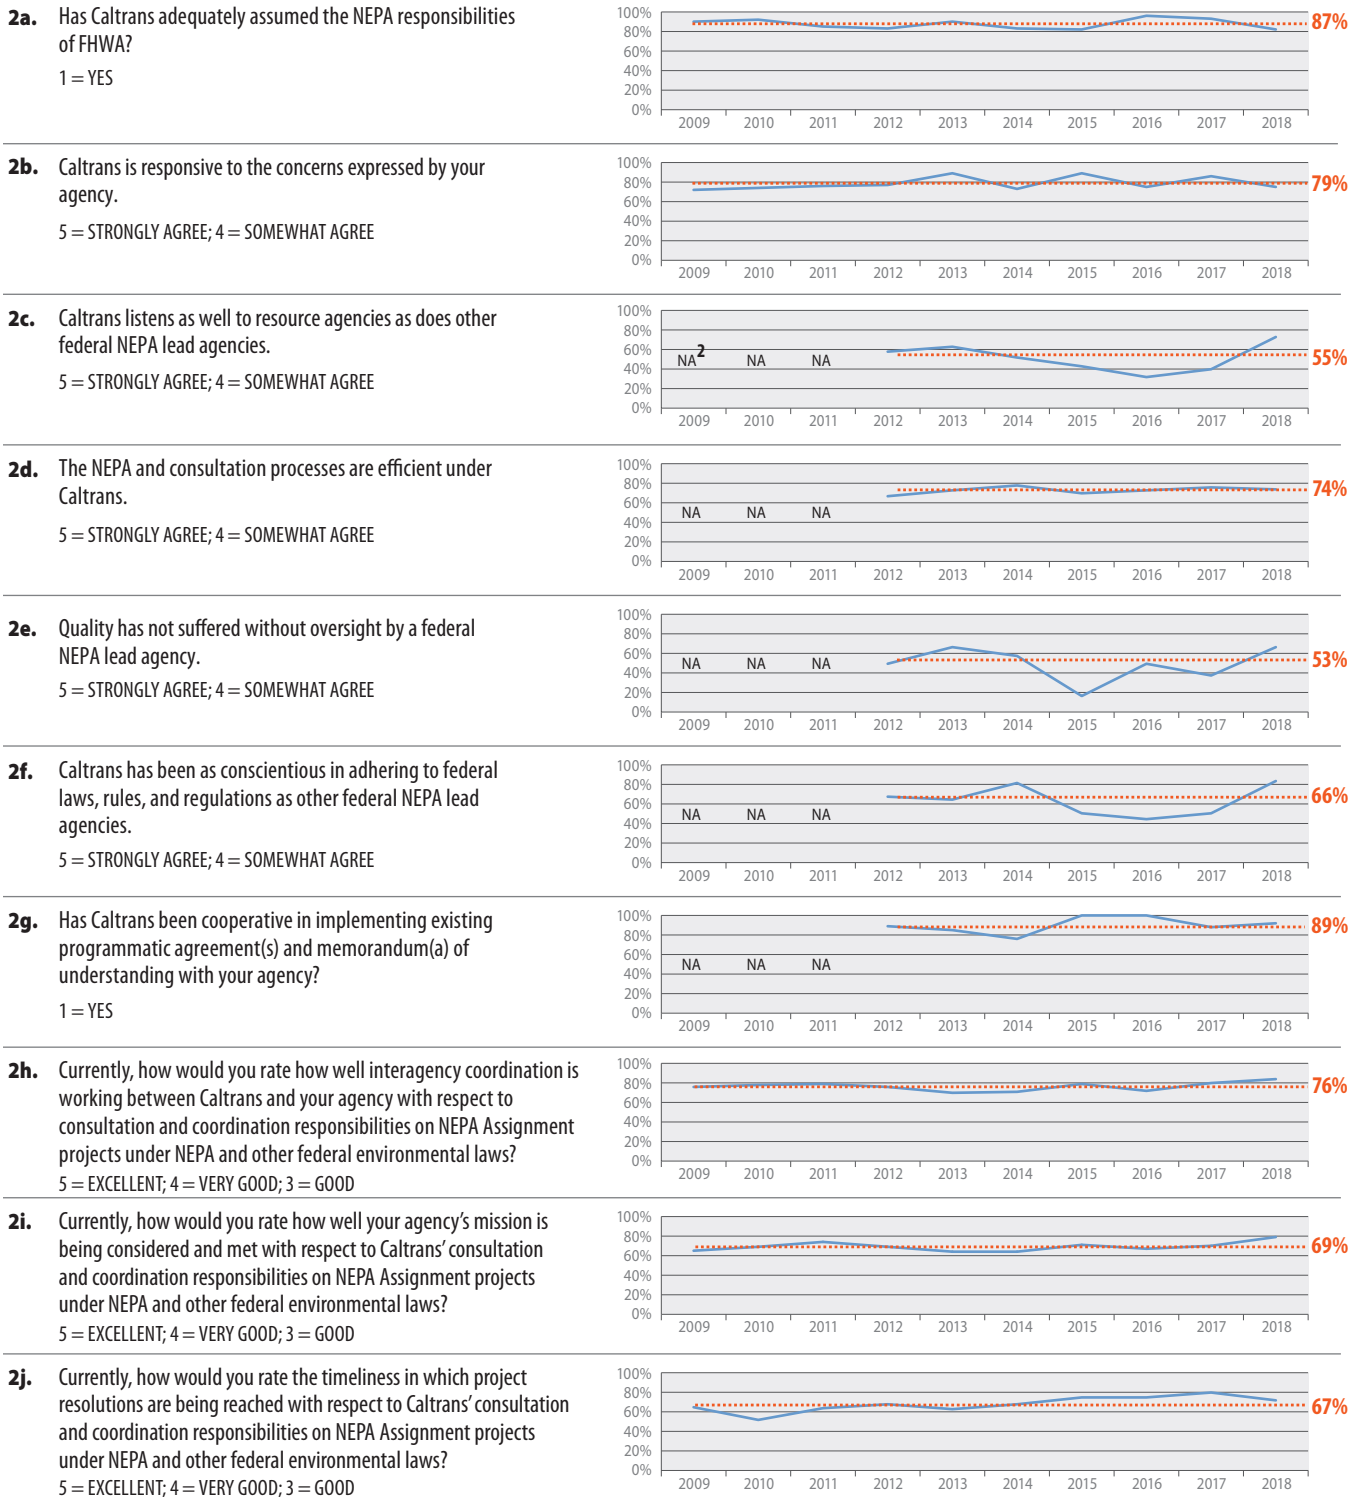 2a. Has Caltrans adequately assumed the NEPA responsibilities
of FHWA?
1 = YES
100%
80%
60%
40%
20%
0%
2009 2010 2011 2012 2013 2014 2015 2016 2017 2018
87%
2b. Caltrans is responsive to the concerns expressed by your
agency.
5 = STRONGLY AGREE; 4 = SOMEWHAT AGREE
100%
80%
60%
40%
20%
0%
2009 2010 2011 2012 2013 2014 2015 2016 2017 2018
79%
2c. Caltrans listens as well to resource agencies as does other
federal NEPA lead agencies.
5 = STRONGLY AGREE; 4 = SOMEWHAT AGREE
100%
80%
60%
40%
20%
0%
NA2 NA NA
2009 2010 2011 2012 2013 2014 2015 2016 2017 2018
55%
2d. The NEPA and consultation processes are efficient under
Caltrans.
5 = STRONGLY AGREE; 4 = SOMEWHAT AGREE
100%
80%
60%
40%
20%
0%
NA NA NA
2009 2010 2011 2012 2013 2014 2015 2016 2017 2018
74%
2e. Quality has not suffered without oversight by a federal
NEPA lead agency.
5 = STRONGLY AGREE; 4 = SOMEWHAT AGREE
100%
80%
60%
40%
20%
0%
NA NA NA
2009 2010 2011 2012 2013 2014 2015 2016 2017 2018
53%
2f. Caltrans has been as conscientious in adhering to federal
laws, rules, and regulations as other federal NEPA lead
agencies.
5 = STRONGLY AGREE; 4 = SOMEWHAT AGREE
100%
80%
60%
40%
20%
0%
NA NA NA
2009 2010 2011 2012 2013 2014 2015 2016 2017 2018
66%
2g. Has Caltrans been cooperative in implementing existing
programmatic agreement(s) and memorandum(a) of
understanding with your agency?
1 = YES
100%
80%
60%
40%
20%
0%
NA NA NA
2009 2010 2011 2012 2013 2014 2015 2016 2017 2018
89%
2h. Currently, how would you rate how well interagency coordination is
working between Caltrans and your agency with respect to
consultation and coordination responsibilities on NEPA Assignment
projects under NEPA and other federal environmental laws?
5 = EXCELLENT; 4 = VERY GOOD; 3 = GOOD
100%
80%
60%
40%
20%
0%
2009 2010 2011 2012 2013 2014 2015 2016 2017 2018
76%
2i. Currently, how would you rate how well your agency's mission is
being considered and met with respect to Caltrans' consultation
and coordination responsibilities on NEPA Assignment projects
under NEPA and other federal environmental laws?
5 = EXCELLENT; 4 = VERY GOOD; 3 = GOOD
100%
80%
60%
40%
20%
0%
2009 2010 2011 2012 2013 2014 2015 2016 2017 2018
69%
2j. Currently, how would you rate the timeliness in which project
resolutions are being reached with respect to Caltrans' consultation
and coordination responsibilities on NEPA Assignment projects
under NEPA and other federal environmental laws?
5 = EXCELLENT; 4 = VERY GOOD; 3 = GOOD
100%
80%
60%
40%
20%
0%
2009 2010 2011 2012 2013 2014 2015 2016 2017 2018
67%